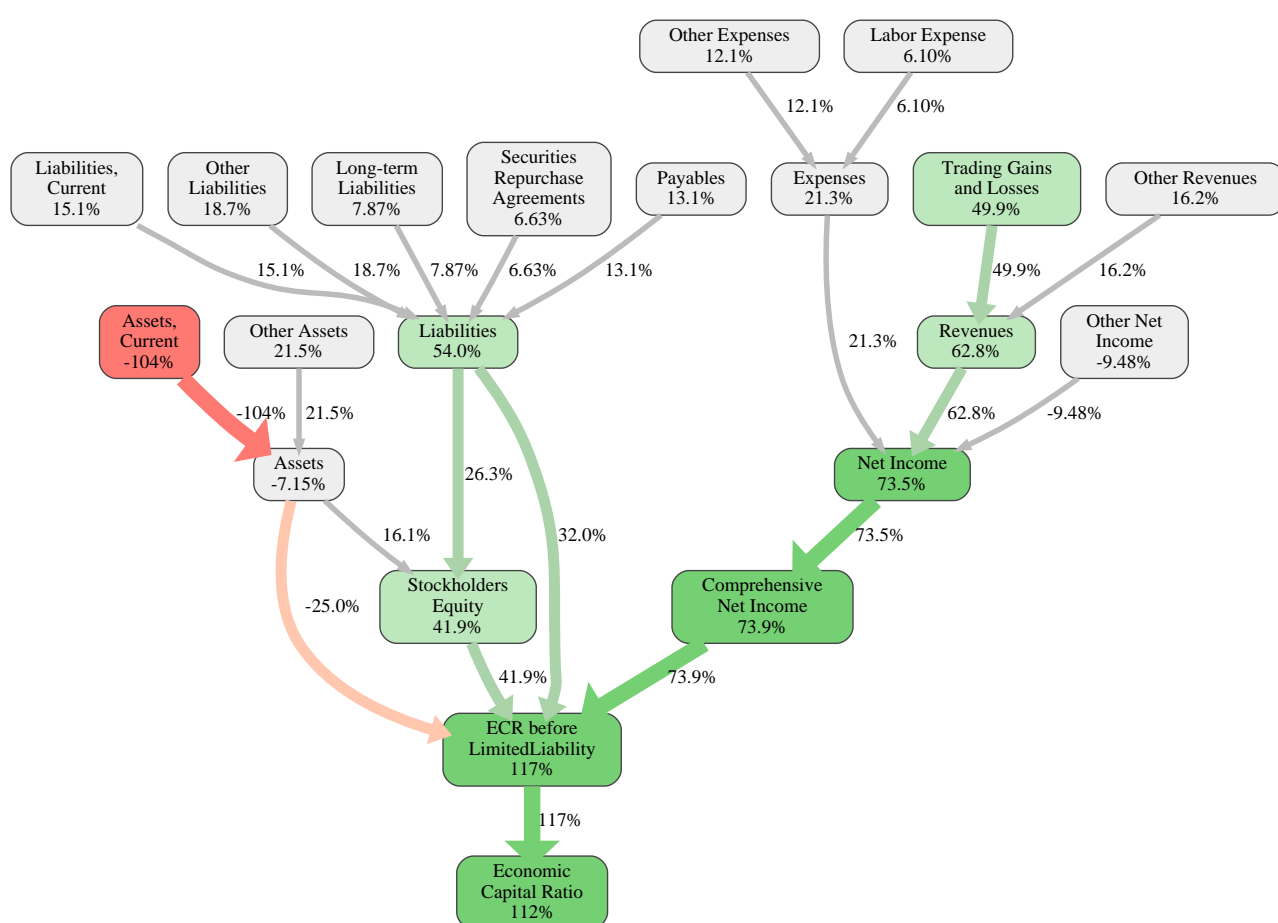 Other Expenses
12.1%
Labor Expense
6.10%
12.1%
6.10%
Liabilities,
Current
15.1%
Other
Liabilities
18.7%
Long-term
Liabilities
7.87%
Securities
Repurchase
Agreements
6.63%
Payables
13.1%
Expenses
21.3%
Trading Gains
and Losses
49.9%
Other Revenues
16.2%
15.1%
18.7%
7.87%
6.63%
13.1%
49.9%
16.2%
Assets,
Current
-104%
Other Assets
21.5%
Liabilities
54.0%
21.3%
Revenues
62.8%
Other Net
Income
-9.48%
-104%
21.5%
62.8%
-9.48%
Assets
-7.15%
26.3%
Net Income
73.5%
16.1%
32.0%
73.5%
-25.0%
Stockholders
Equity
41.9%
Comprehensive
Net Income
73.9%
41.9%
73.9%
ECR before
LimitedLiability
117%
117%
Economic
Capital Ratio
112%